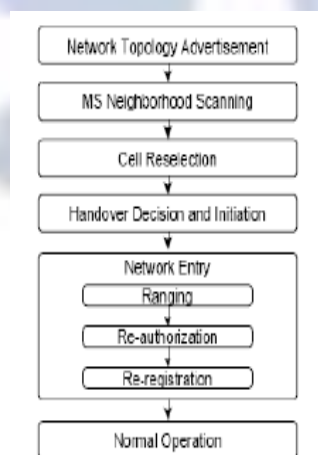 Network Topology Advertisement
MS Neighborhood Scanning
Cell Reselection
Handover Decision and Initiation
Network Entry
Ranging
Re-authorization
Re-registration
Normal Operation